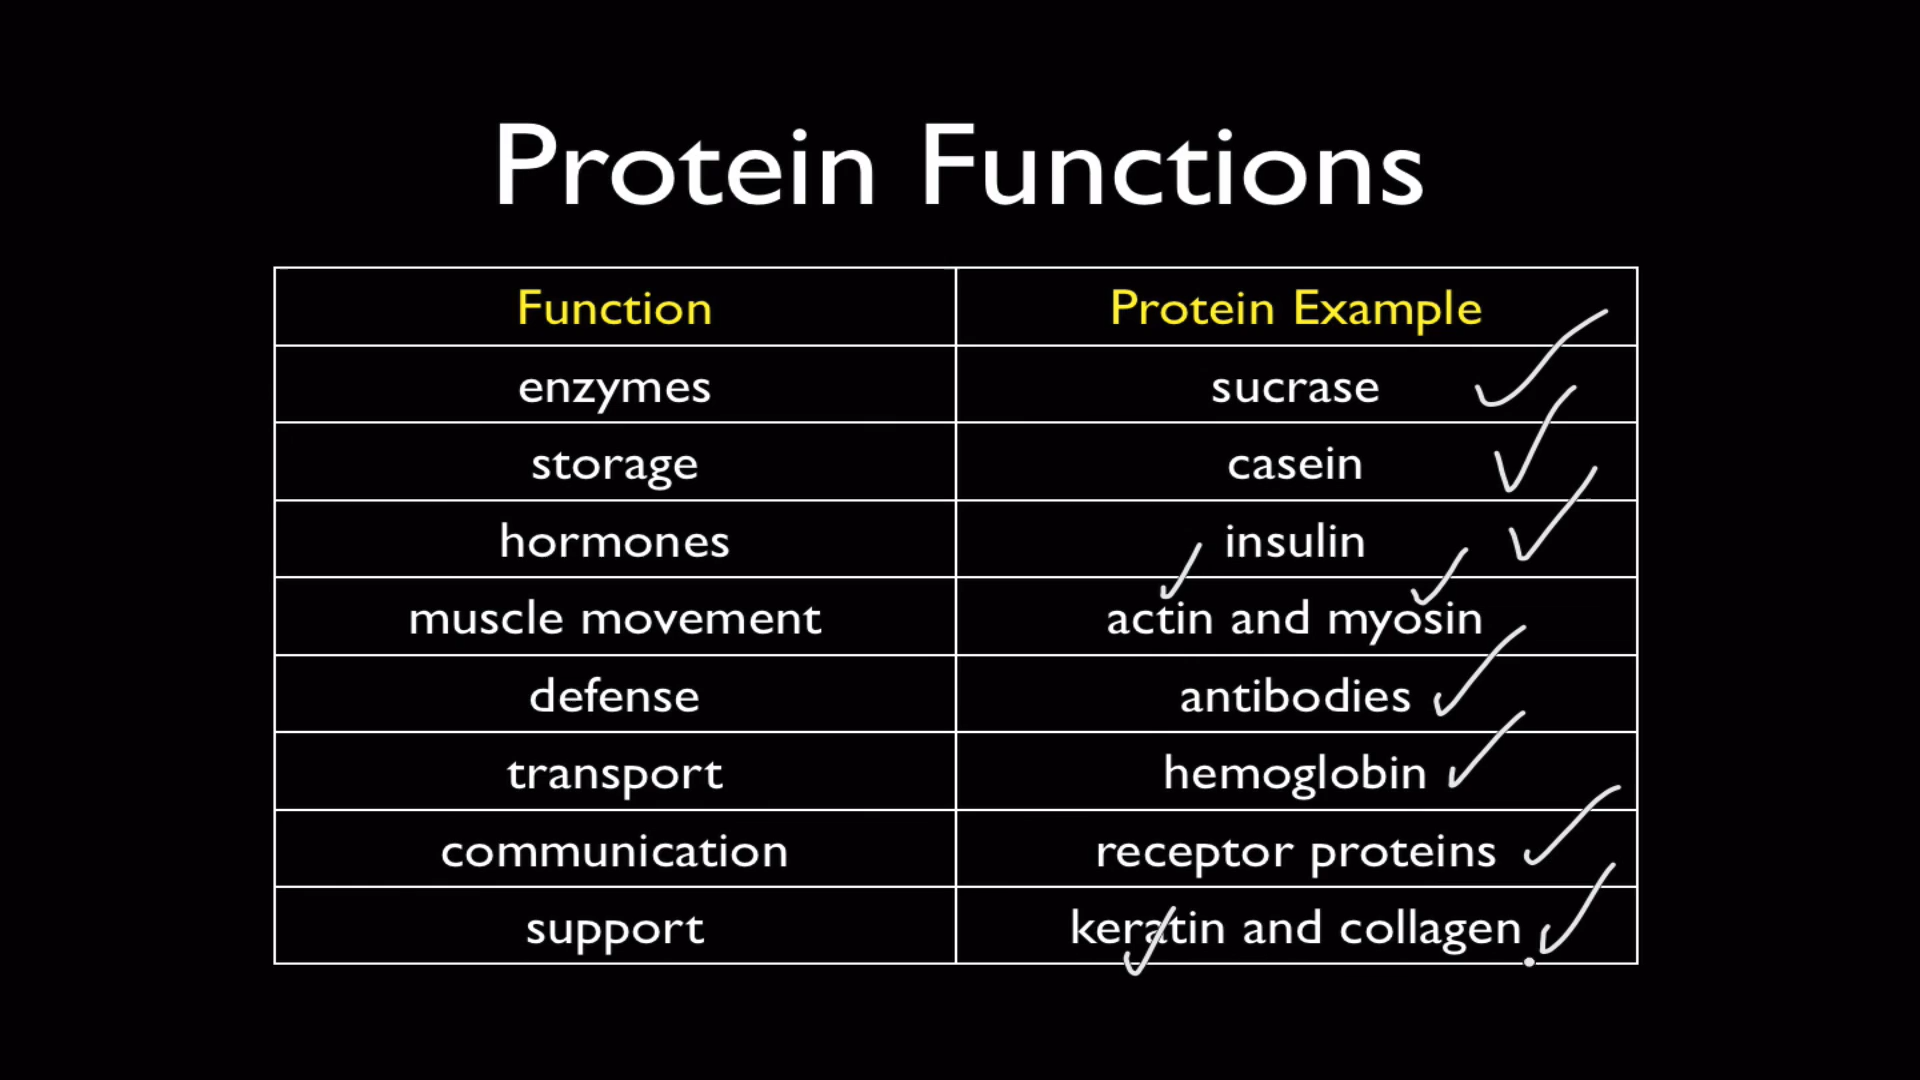 Protein Functions
Function Protein Example
enzymes sucrase
storage casein
hormones insulin
muscle movement actin and myosin
defense antibodies
transport hemoglobin
communication receptor proteins
support keratin and collagen